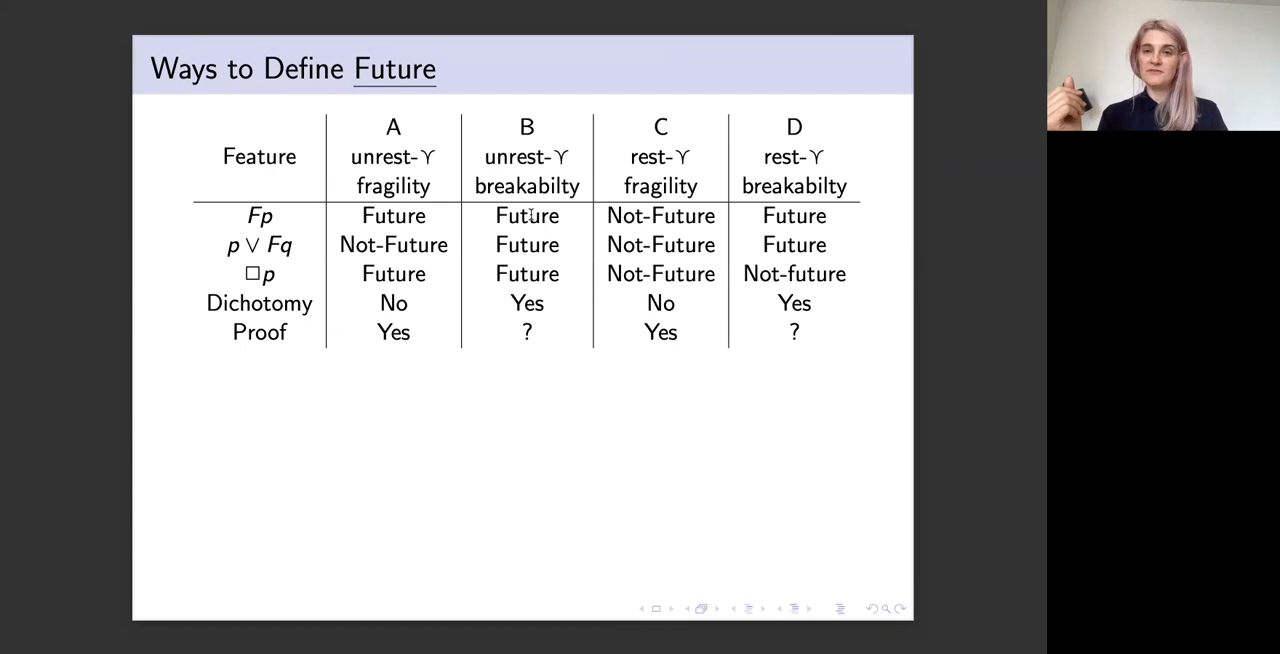 Ways to Define Future
A B C D
Feature unrest-ϒ unrest-ϒ rest-ϒ rest-ϒ
fragility breakabilty fragility breakabilty
Fp Future Future Not-Future Future
p ∨ Fq Not-Future Future Not-Future Future
□p Future Future Not-Future Not-future
Dichotomy No Yes No Yes
Proof Yes ? Yes ?